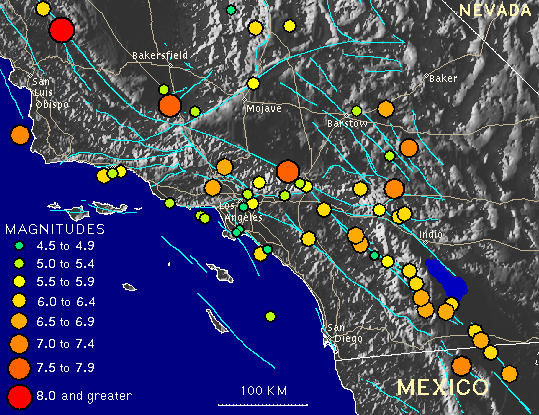 NEVADA
Bakersfield
Baker
San
Luis
Obispo
Mojave
Barstow
Los
Angeles
Indio
MAGNITUDES
4.5 to 4.9
5.0 to 5.4
5.5 to 5.9
6.0 to 6.4
6.5 to 6.9
7.0 to 7.4
7.5 to 7.9
8.0 and greater
San
Diego
100 KM
MEXICO